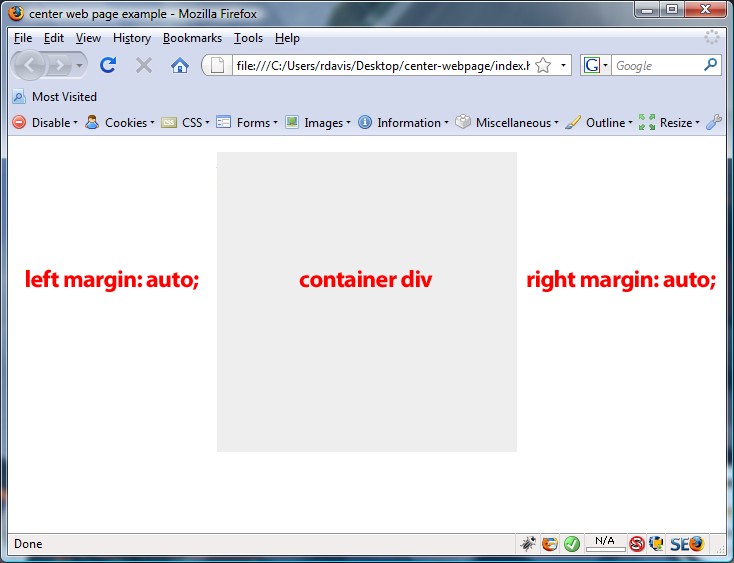 center web page example - Mozilla Firefox
File Edit View History Bookmarks Tools Help
file:///C:/Users/rdavis/Desktop/center-webpage/index.h
G Google
Most Visited
Disable Cookies CSS CSS Forms Images Information Miscellaneous Outline Resize
left margin: auto; container div right margin: auto;
Done N/A SEO